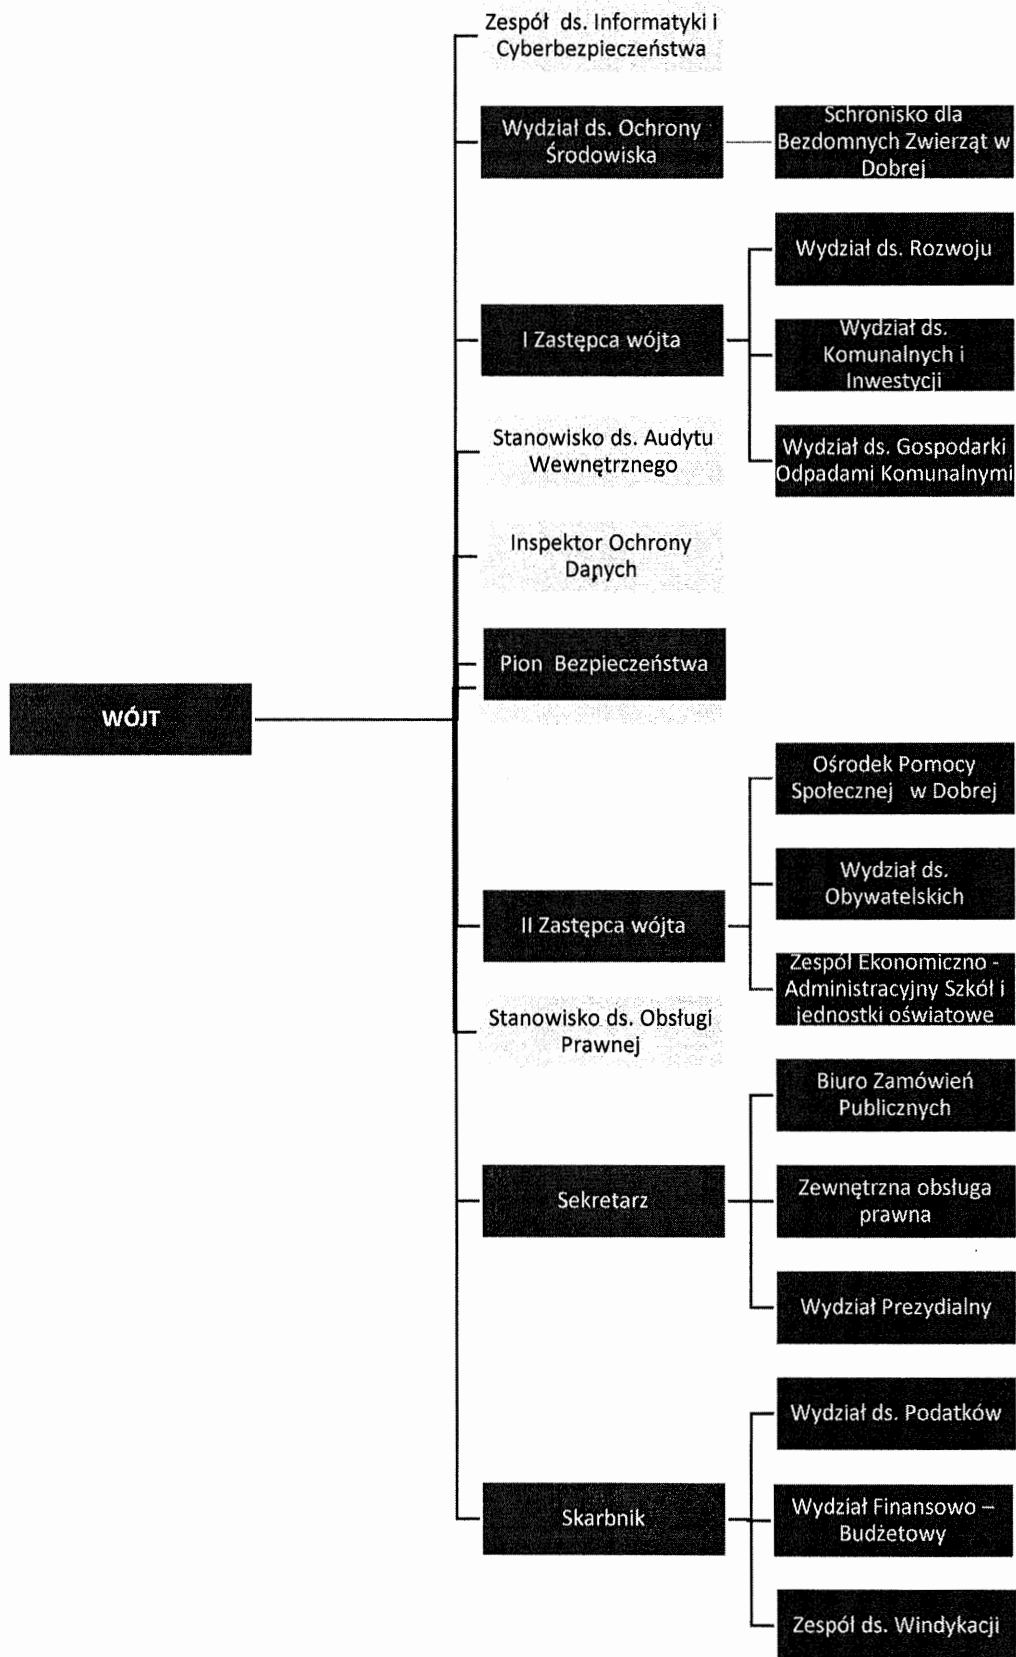 Zespół ds. Informatyki i
Cyberbezpieczeństwa
Wydział ds. Ochrony
Środowiska
Schronisko dla
Bezdomnych Zwierząt w
Dobrej
Wydział ds. Rozwoju
I Zastępca wójta
Wydział ds.
Komunalnych i
Inwestycji
Stanowisko ds. Audytu
Wewnętrznego
Wydział ds. Gospodarki
Odpadami Komunalnymi
Inspektor Ochrony
Danych
Pion Bezpieczeństwa
WÓJT
Ośrodek Pomocy
Społecznej w Dobrej
Wydział ds.
Obywatelskich
II Zastępca wójta
Zespół Ekonomiczno -
Administracyjny Szkół i
jednostki oświatowe
Stanowisko ds. Obsługi
Prawnej
Biuro Zamówień
Publicznych
Sekretarz
Zewnętrzna obsługa
prawna
Wydział Prezydialny
Wydział ds. Podatków
Skarbnik
Wydział Finansowo –
Budżetowy
Zespół ds. Windykacji